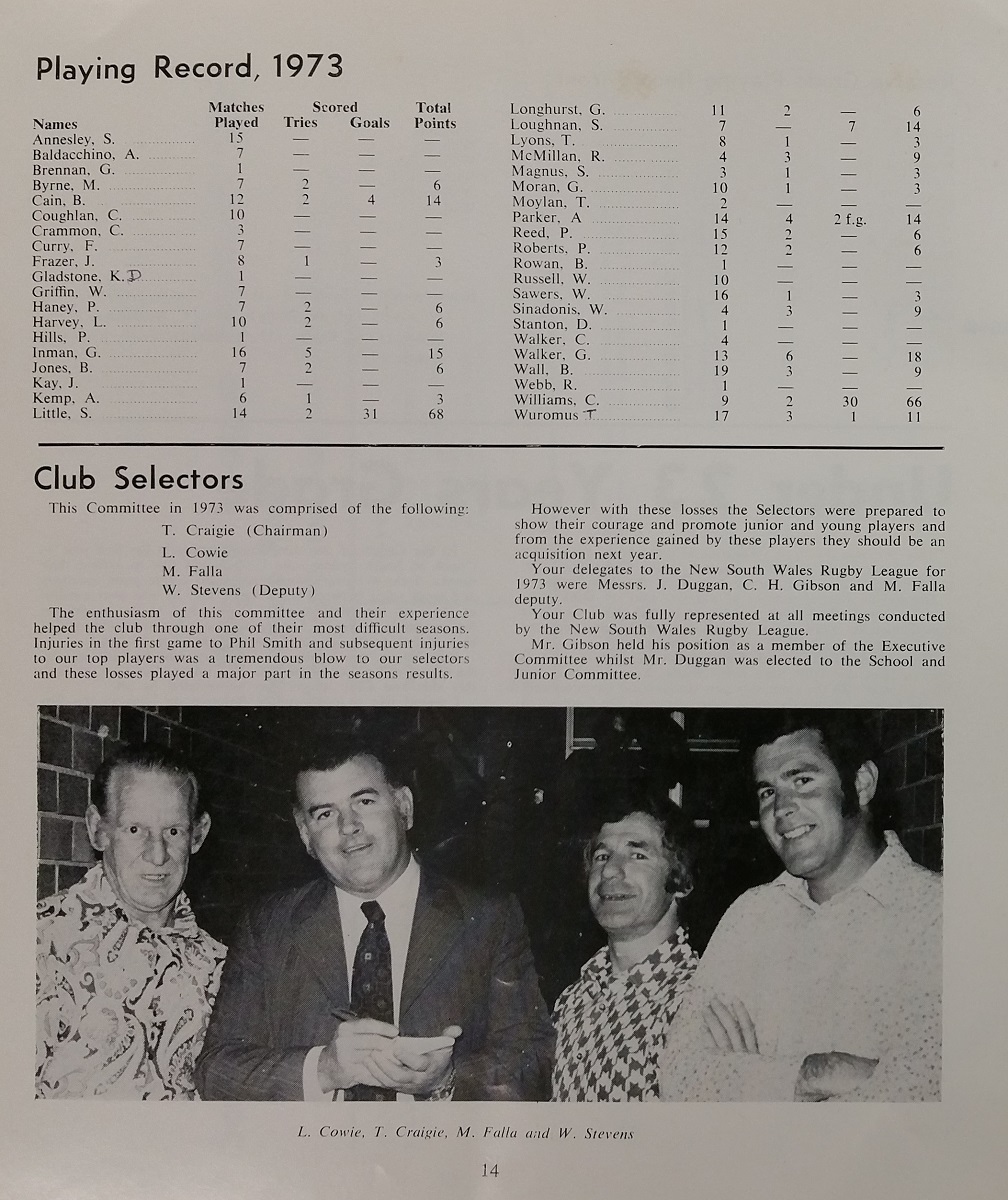 Playing Record, 1973
Matches Scored Total
Names Played Tries Goals Points
Annesley, S. 15 — — —
Baldacchino, A. 7 — — —
Brennan, G. 1 — — —
Byrne, M. 7 2 — 6
Cain, B. 12 2 4 14
Coughlan, C. 10 — — —
Crammon, C. 3 — — —
Curry, F. 7 — — —
Frazer, J. 8 1 — 3
Gladstone, K.D 1 — — —
Griffin, W. 7 — — —
Haney, P. 7 2 — 6
Harvey, L. 10 2 — 6
Hills, P. 1 — — —
Inman, G. 16 5 — 15
Jones, B. 7 2 — 6
Kay, J. 1 — — —
Kemp, A. 6 1 — 3
Little, S. 14 2 31 68
Longhurst, G. 11 2 — 6
Loughnan, S. 7 — 7 14
Lyons, T. 8 1 — 3
McMillan, R. 4 3 — 9
Magnus, S. 3 1 — 3
Moran, G. 10 1 — 3
Moylan, T. 2 — — —
Parker, A 14 4 2 f.g. 14
Reed, P. 15 2 — 6
Roberts, P. 12 2 — 6
Rowan, B. 1 — — —
Russell, W. 10 — — —
Sawers, W. 16 1 — 3
Sinadonis, W. 4 3 — 9
Stanton, D. 1 — — —
Walker, C. 4 — — —
Walker, G. 13 6 — 18
Wall, B. 19 3 — 9
Webb, R. 1 — — —
Williams, C. 9 2 30 66
Wuromus T. 17 3 1 11
Club Selectors
This Committee in 1973 was comprised of the following:
T. Craigie (Chairman)
L. Cowie
M. Falla
W. Stevens (Deputy)
The enthusiasm of this committee and their experience
helped the club through one of their most difficult seasons.
Injuries in the first game to Phil Smith and subsequent injuries
to our top players was a tremendous blow to our selectors
and these losses played a major part in the seasons results.
However with these losses the Selectors were prepared to
show their courage and promote junior and young players and
from the experience gained by these players they should be an
acquisition next year.
Your delegates to the New South Wales Rugby League for
1973 were Messrs. J. Duggan, C. H. Gibson and M. Falla
deputy.
Your Club was fully represented at all meetings conducted
by the New South Wales Rugby League.
Mr. Gibson held his position as a member of the Executive
Committee whilst Mr. Duggan was elected to the School and
Junior Committee.
L. Cowie, T. Craigie, M. Falla and W. Stevens
14